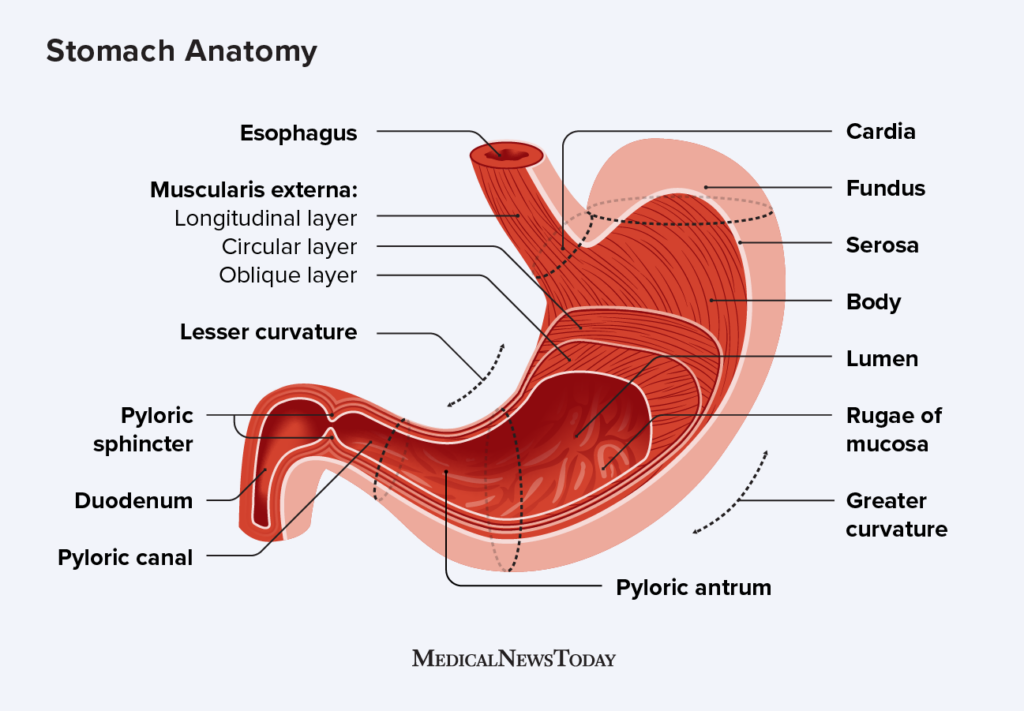 Stomach Anatomy
Esophagus
Muscularis externa:
Longitudinal layer
Circular layer
Oblique layer
Lesser curvature
Pyloric
sphincter
Duodenum
Pyloric canal
Cardia
Fundus
Serosa
Body
Lumen
Rugae of
mucosa
Greater
curvature
Pyloric antrum
MEDICALNEWSTODAY